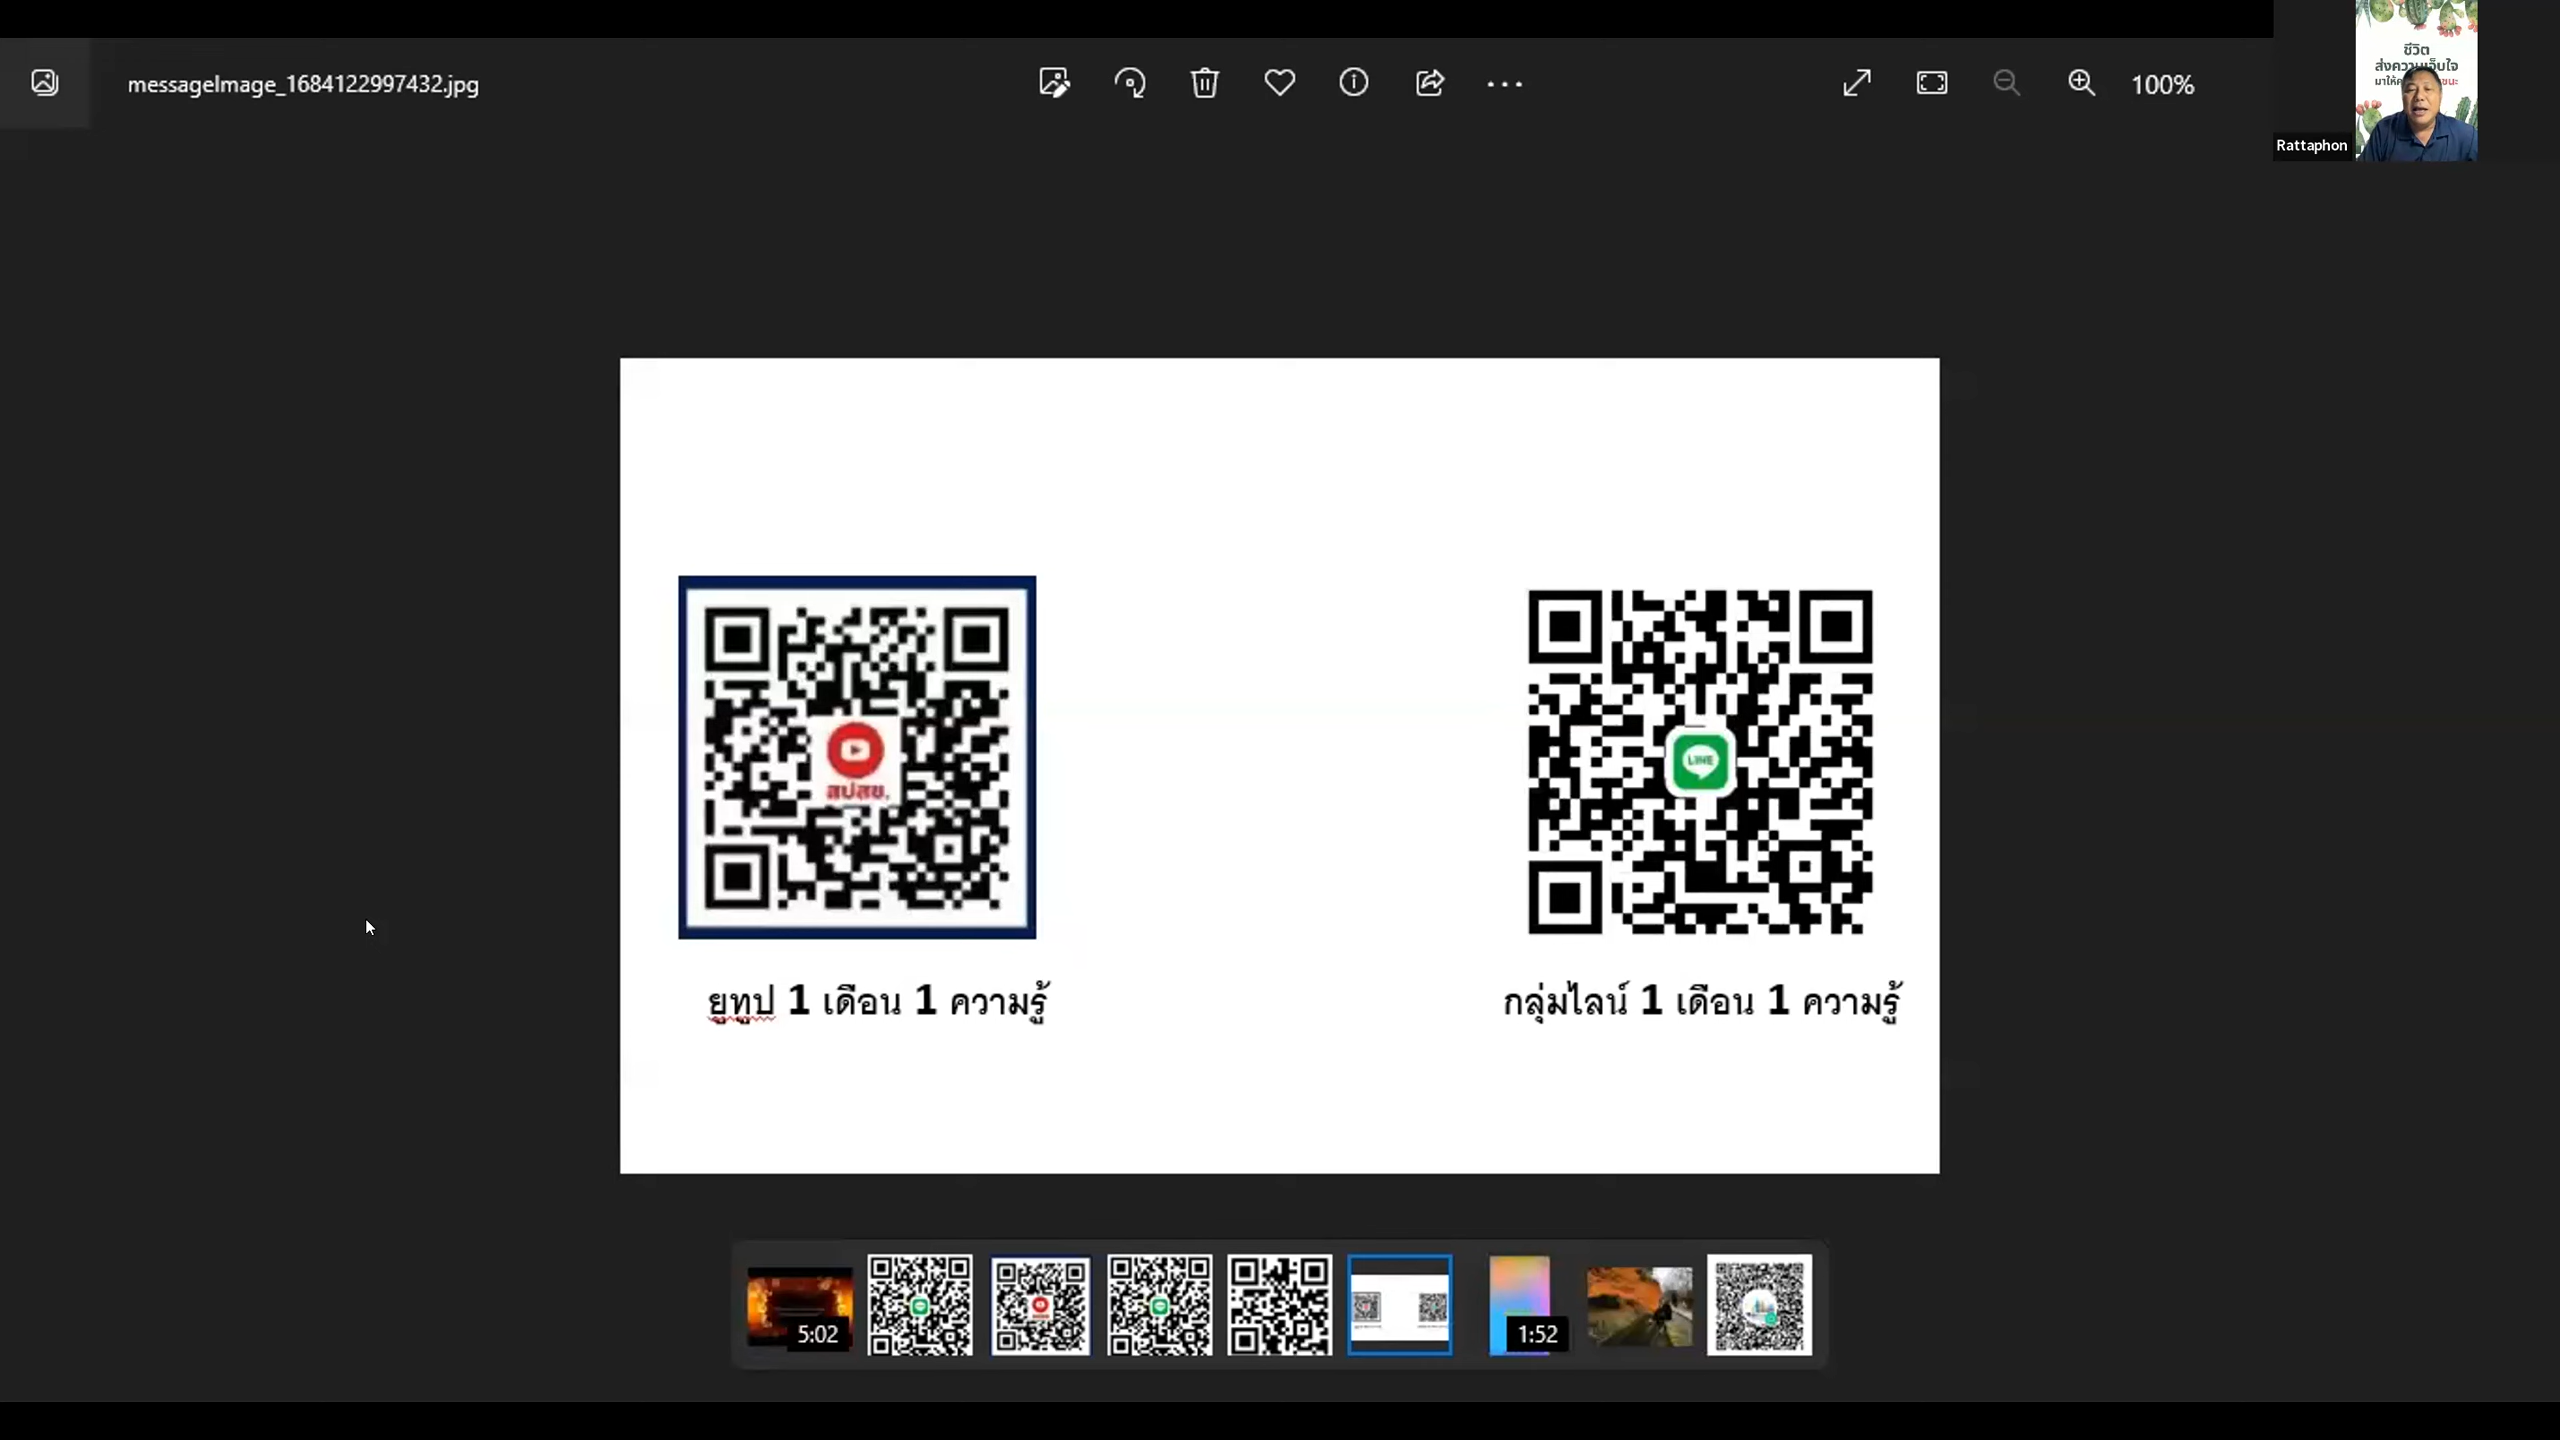 messageImage_1684122997432.jpg
100%
ชีวิต
Rattaphon
สปสช.
LINE
ยูทูป 1 เดือน 1 ความรู้
กลุ่มไลน์ 1 เดือน 1 ความรู้
5:02
1:52